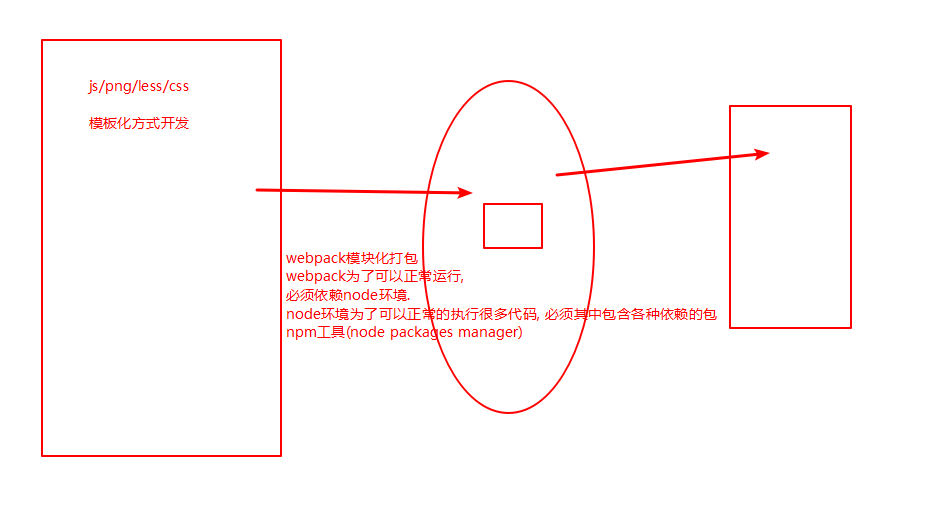 js/png/less/css
模板化方式开发
webpack模块化打包
webpack为了可以正常运行,
必须依赖node环境.
node环境为了可以正常的执行很多代码, 必须其中包含各种依赖的包
npm工具(node packages manager)